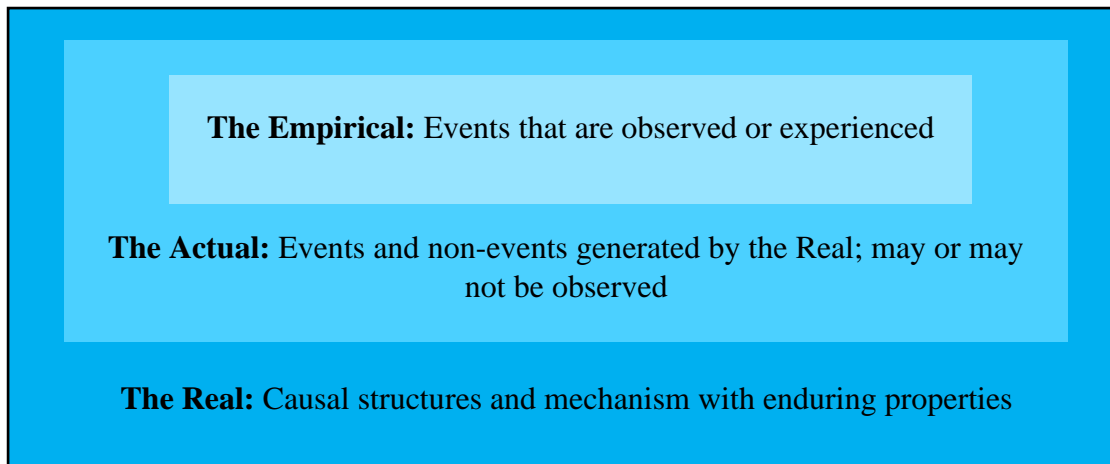 The Empirical: Events that are observed or experienced
The Actual: Events and non-events generated by the Real; may or may
not be observed
The Real: Causal structures and mechanism with enduring properties